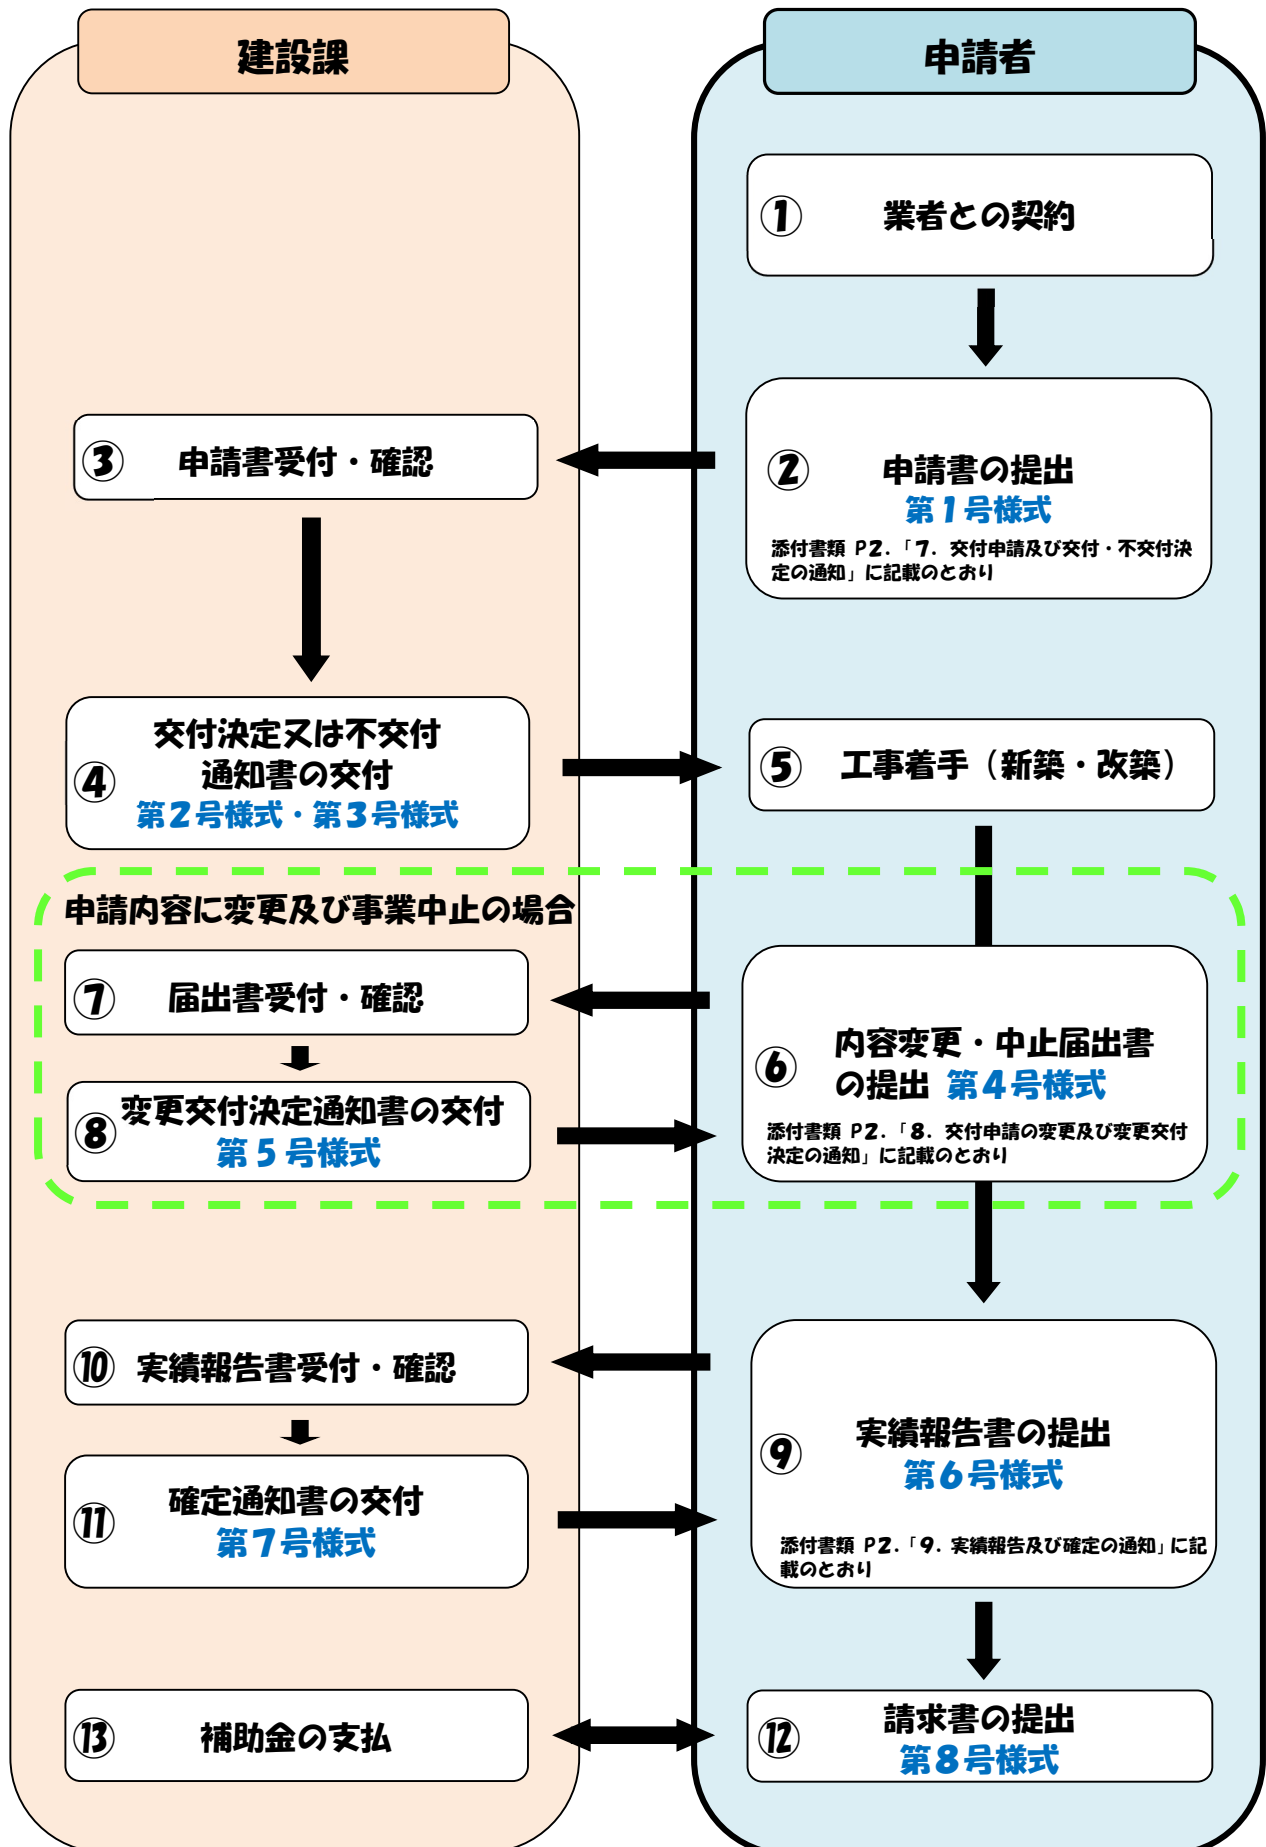 建設課
申請者
① 業者との契約
② 申請書の提出
第1号様式
添付書類 P2.「7. 交付申請及び交付・不交付決
定の通知」に記載のとおり
③ 申請書受付・確認
④ 交付決定又は不交付
通知書の交付
第2号様式・第3号様式
⑤ 工事着手（新築・改築）
申請内容に変更及び事業中止の場合
⑥ 内容変更・中止届出書
の提出 第4号様式
添付書類 P2.「8. 交付申請の変更及び変更交付
決定の通知」に記載のとおり
⑦ 届出書受付・確認
⑧ 変更交付決定通知書の交付
第5号様式
⑨ 実績報告書の提出
第6号様式
添付書類 P2.「9. 実績報告及び確定の通知」に記
載のとおり
⑩ 実績報告書受付・確認
⑪ 確定通知書の交付
第7号様式
⑫ 請求書の提出
第8号様式
⑬ 補助金の支払